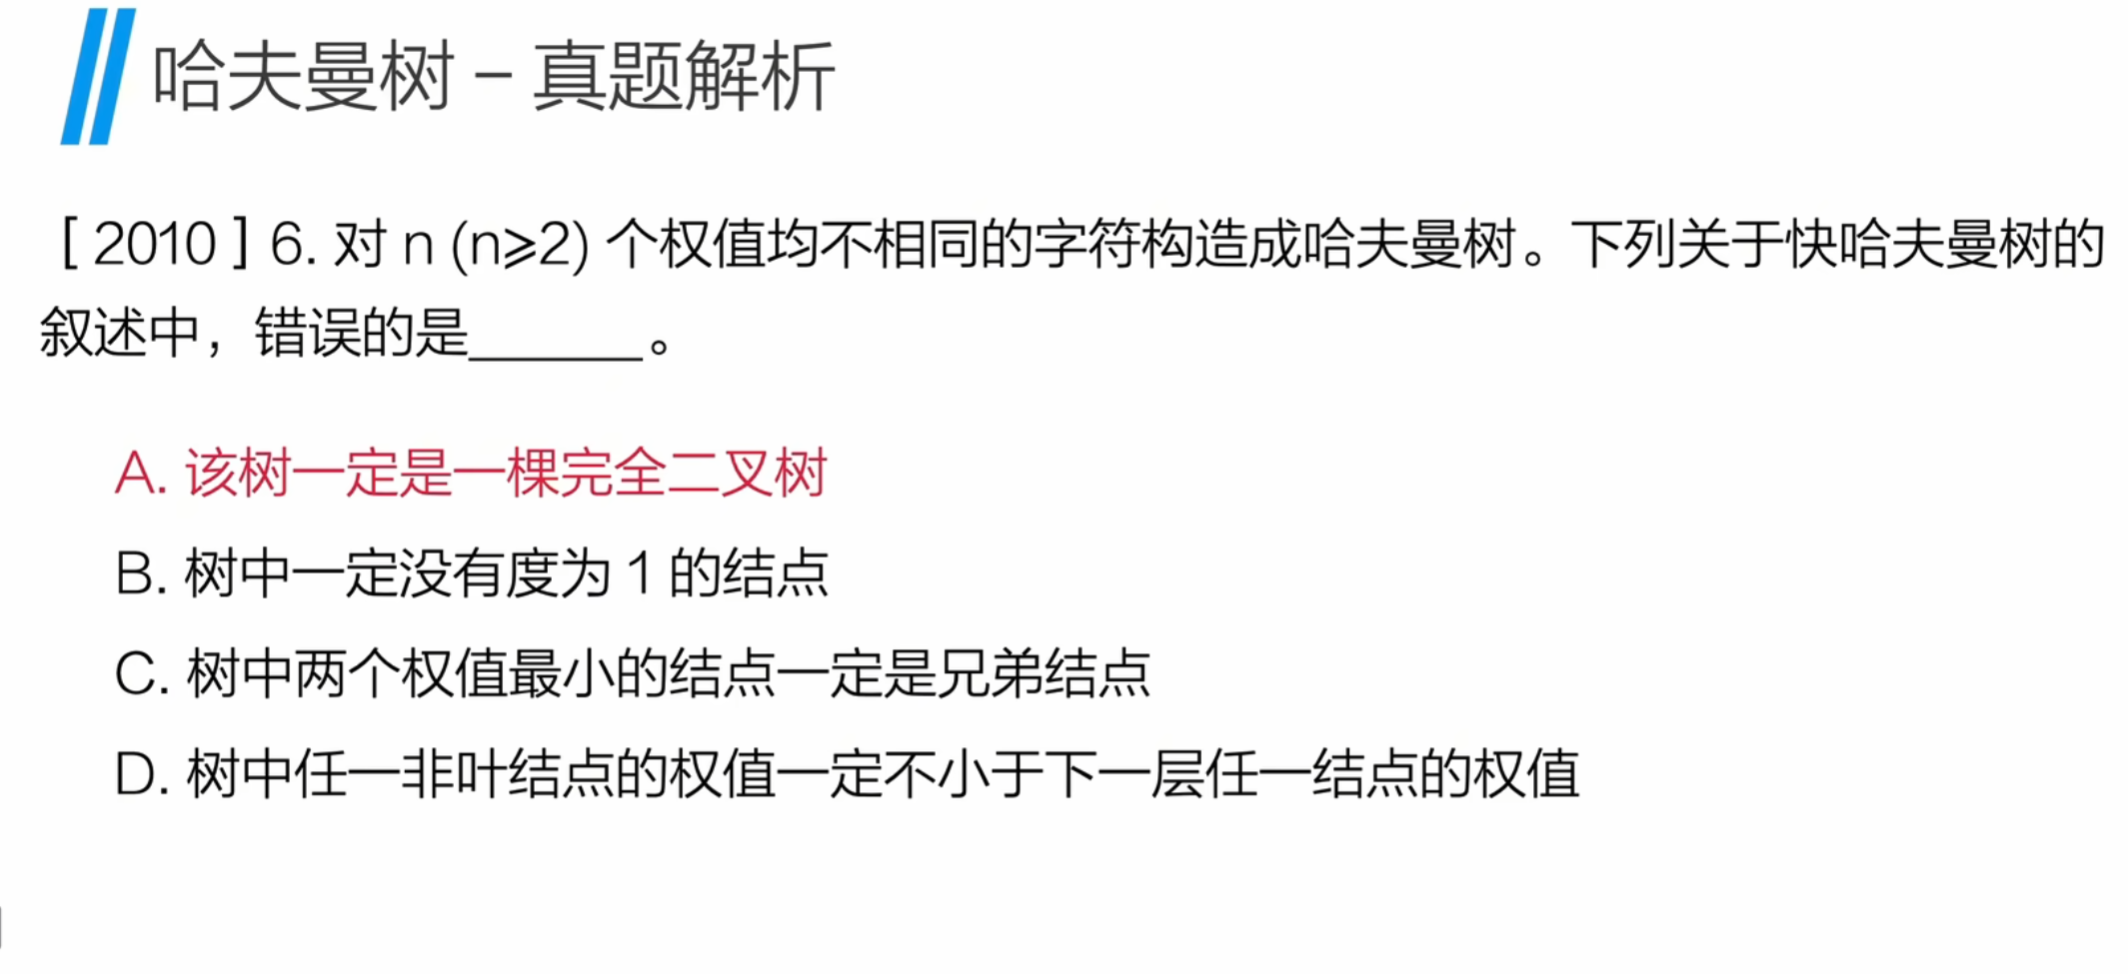 哈夫曼树 – 真题解析
[ 2010 ] 6. 对 n (n⩾2) 个权值均不相同的字符构造成哈夫曼树。下列关于快哈夫曼树的
叙述中，错误的是______。
A. 该树一定是一棵完全二叉树
B. 树中一定没有度为 1 的结点
C. 树中两个权值最小的结点一定是兄弟结点
D. 树中任一非叶结点的权值一定不小于下一层任一结点的权值